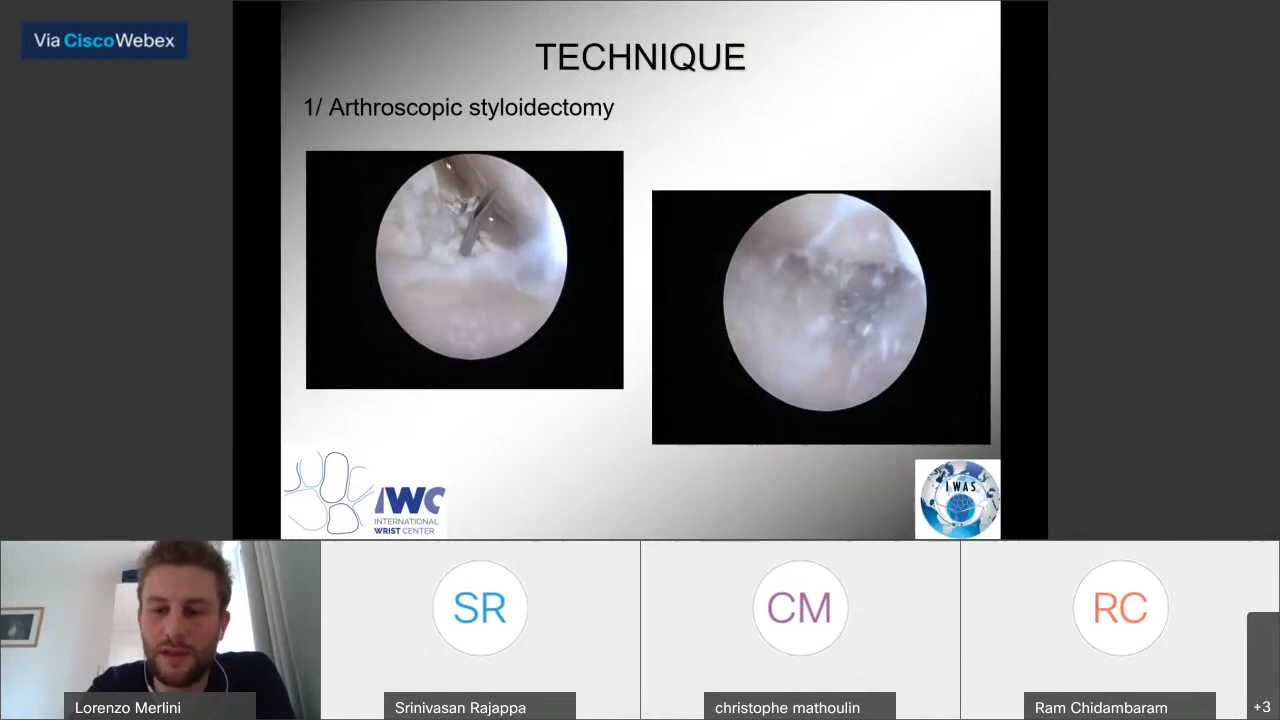 Via CiscoWebex
TECHNIQUE
1/ Arthroscopic styloidectomy
IWC
INTERNATIONAL
WRIST CENTER
IWAS
SR
CM
RC
Lorenzo Merlini
Srinivasan Rajappa
christophe mathoulin
Ram Chidambaram
+3